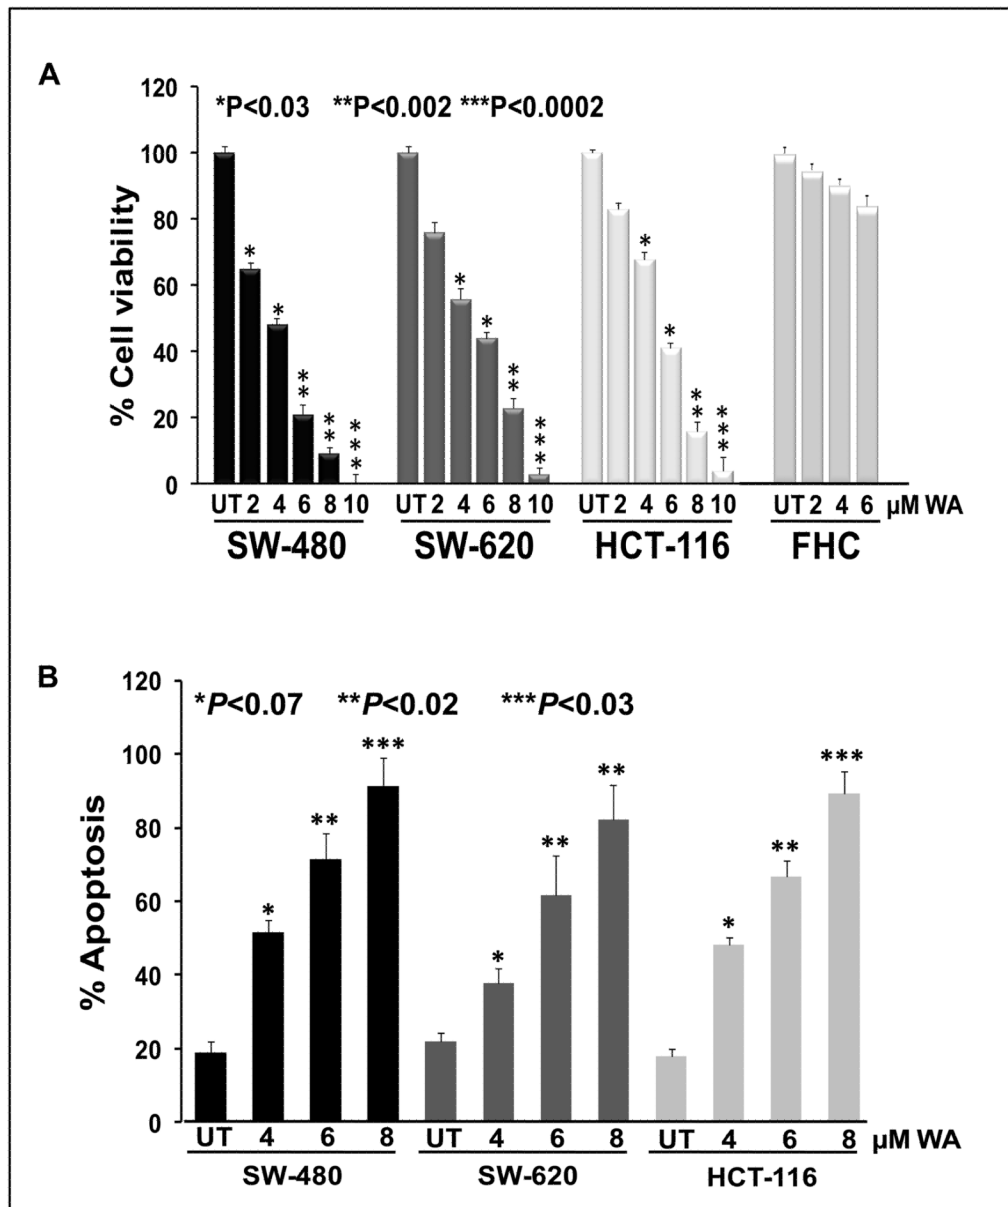 A
120
*P<0.03 **P<0.002 ***P<0.0002
100
80
60
40
20
0
% Cell viability
* * ** ** ***
* * ** ***
* * ** ***
UT 2 4 6 8 10 UT 2 4 6 8 10 UT 2 4 6 8 10 UT 2 4 6 µM WA
SW-480 SW-620 HCT-116 FHC
B
120
*P<0.07 **P<0.02 ***P<0.03
100
80
60
40
20
0
% Apoptosis
* ** ***
* ** **
* ** ***
UT 4 6 8 UT 4 6 8 UT 4 6 8 µM WA
SW-480 SW-620 HCT-116